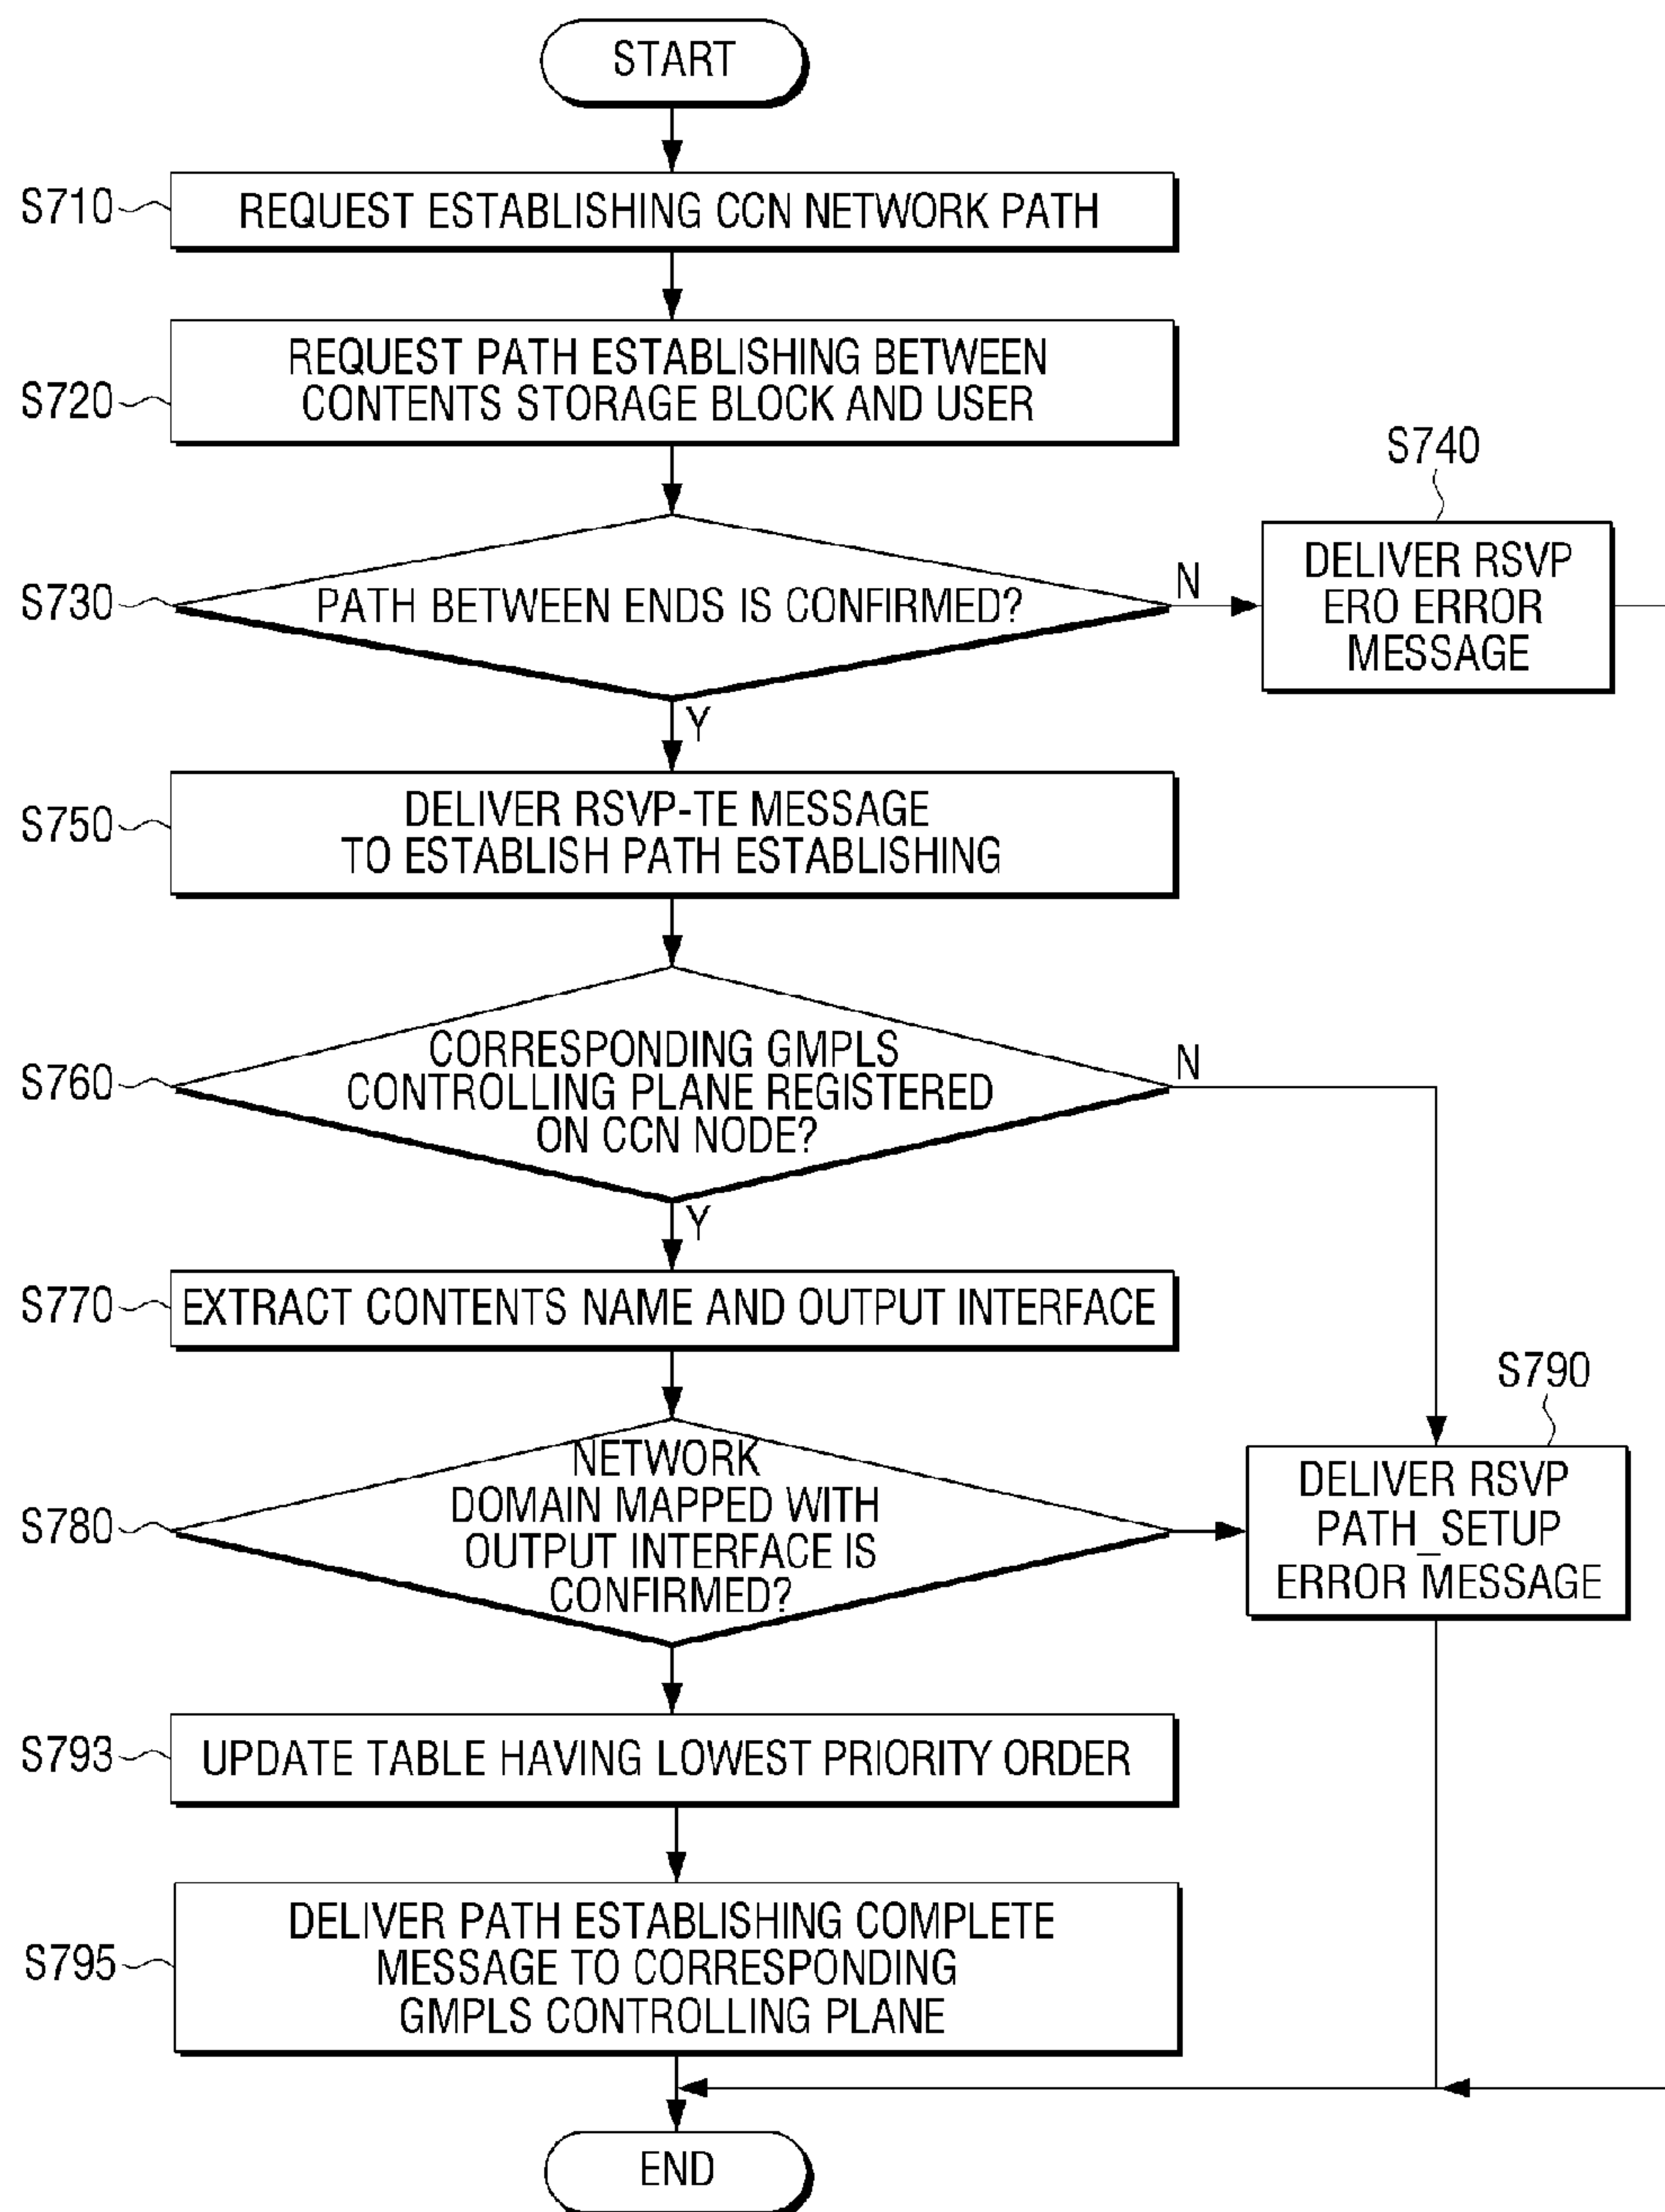 START
S710
REQUEST ESTABLISHING CCN NETWORK PATH
S720
REQUEST PATH ESTABLISHING BETWEEN
CONTENTS STORAGE BLOCK AND USER
S730
PATH BETWEEN ENDS IS CONFIRMED?
N
S740
DELIVER RSVP
ERO ERROR
MESSAGE
Y
S750
DELIVER RSVP-TE MESSAGE
TO ESTABLISH PATH ESTABLISHING
S760
CORRESPONDING GMPLS
CONTROLLING PLANE REGISTERED
ON CCN NODE?
N
Y
S770
EXTRACT CONTENTS NAME AND OUTPUT INTERFACE
S780
NETWORK
DOMAIN MAPPED WITH
OUTPUT INTERFACE IS
CONFIRMED?
S790
DELIVER RSVP
PATH_SETUP
ERROR MESSAGE
S793
UPDATE TABLE HAVING LOWEST PRIORITY ORDER
S795
DELIVER PATH ESTABLISHING COMPLETE
MESSAGE TO CORRESPONDING
GMPLS CONTROLLING PLANE
END